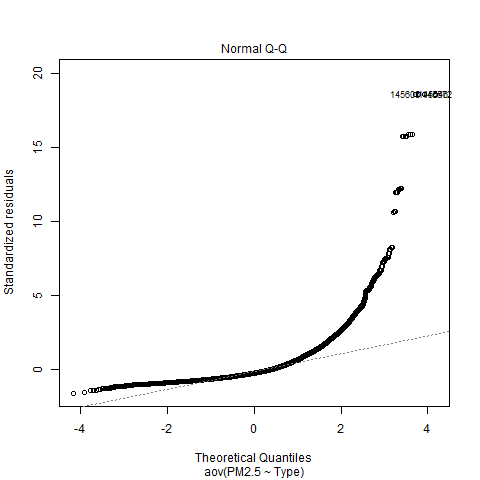 Normal Q-Q
20
15
10
5
0
-4
-2
0
2
4
Standardized residuals
Theoretical Quantiles
aov(PM2.5 ~ Type)